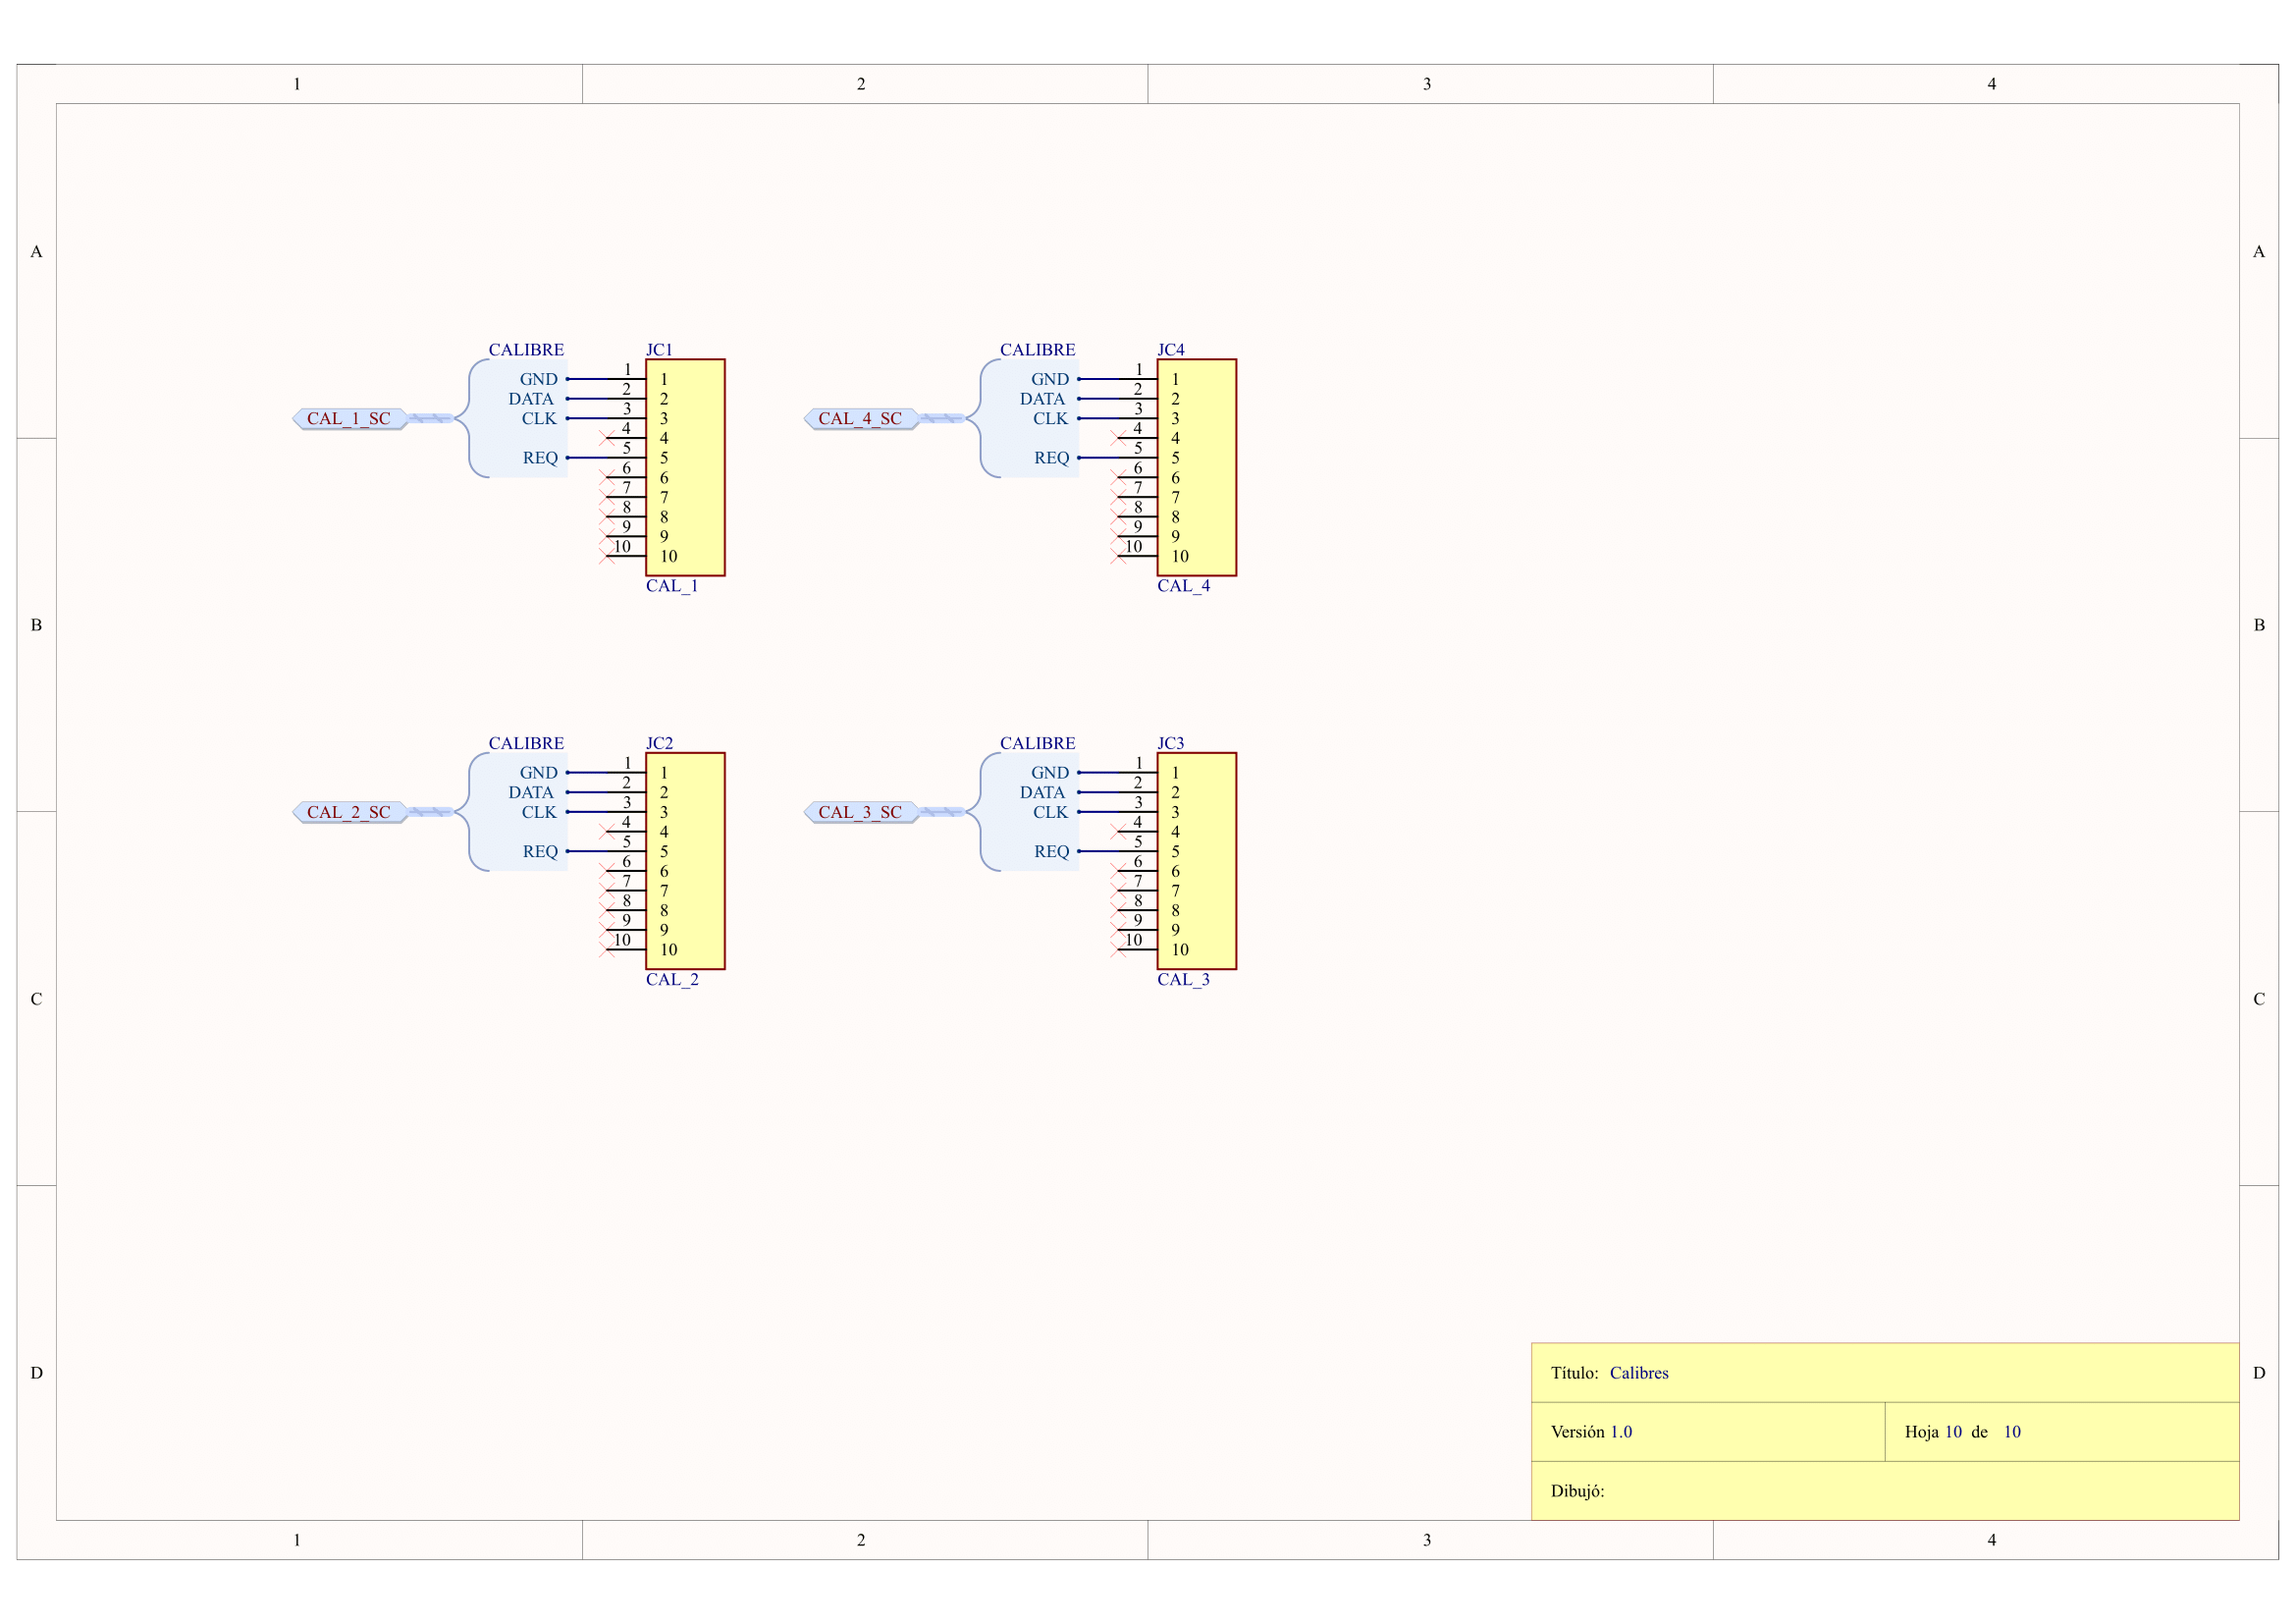 1 2 3 4
A A
B B
C C
D D
CALIBRE JC1
GND 1 1
DATA 2 2
CAL_1_SC CLK 3 3
4 4
REQ 5 5
6 6
7 7
8 8
9 9
10 10
CAL_1
CALIBRE JC4
GND 1 1
DATA 2 2
CAL_4_SC CLK 3 3
4 4
REQ 5 5
6 6
7 7
8 8
9 9
10 10
CAL_4
CALIBRE JC2
GND 1 1
DATA 2 2
CAL_2_SC CLK 3 3
4 4
REQ 5 5
6 6
7 7
8 8
9 9
10 10
CAL_2
CALIBRE JC3
GND 1 1
DATA 2 2
CAL_3_SC CLK 3 3
4 4
REQ 5 5
6 6
7 7
8 8
9 9
10 10
CAL_3
Título: Calibres
Versión 1.0 Hoja 10 de 10
Dibujó:
1 2 3 4